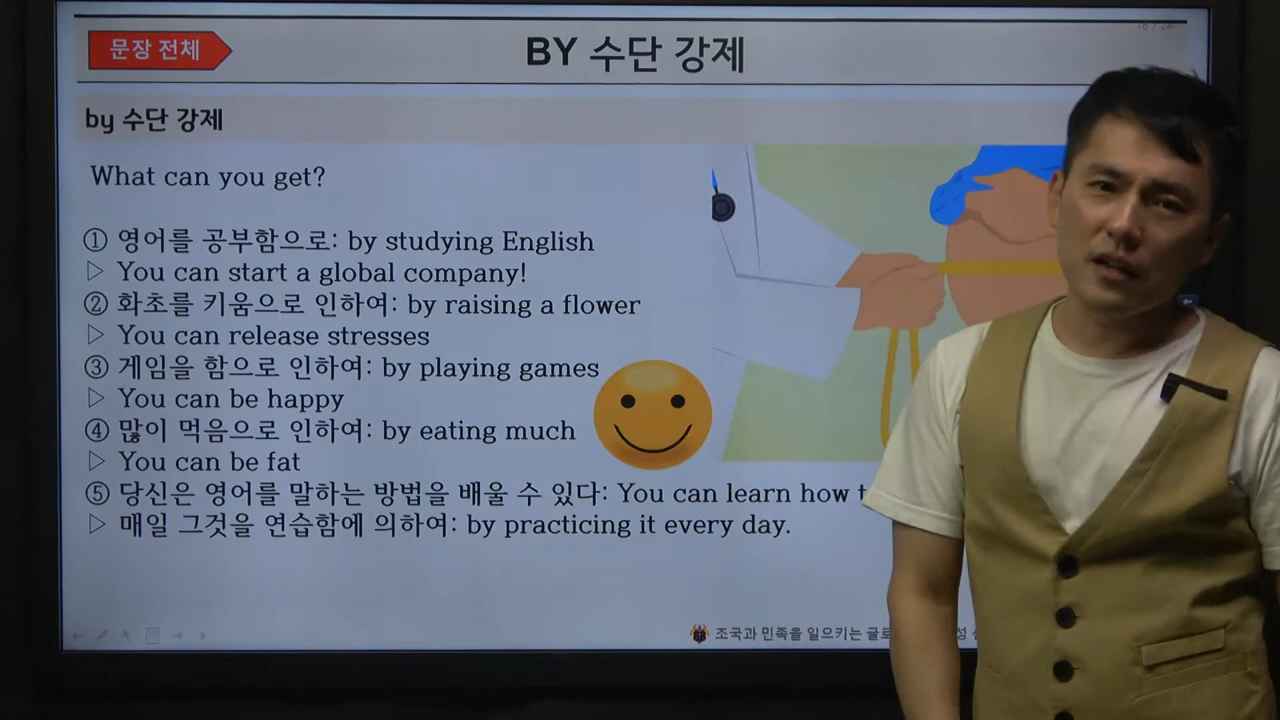 문장 전체
BY 수단 강제
by 수단 강제
What can you get?
① 영어를 공부함으로: by studying English
▷ You can start a global company!
② 화초를 키움으로 인하여: by raising a flower
▷ You can release stresses
③ 게임을 함으로 인하여: by playing games
▷ You can be happy
④ 많이 먹음으로 인하여: by eating much
▷ You can be fat
⑤ 당신은 영어를 말하는 방법을 배울 수 있다: You can learn how
▷ 매일 그것을 연습함에 의하여: by practicing it every day.
조국과 민족을 일으키는